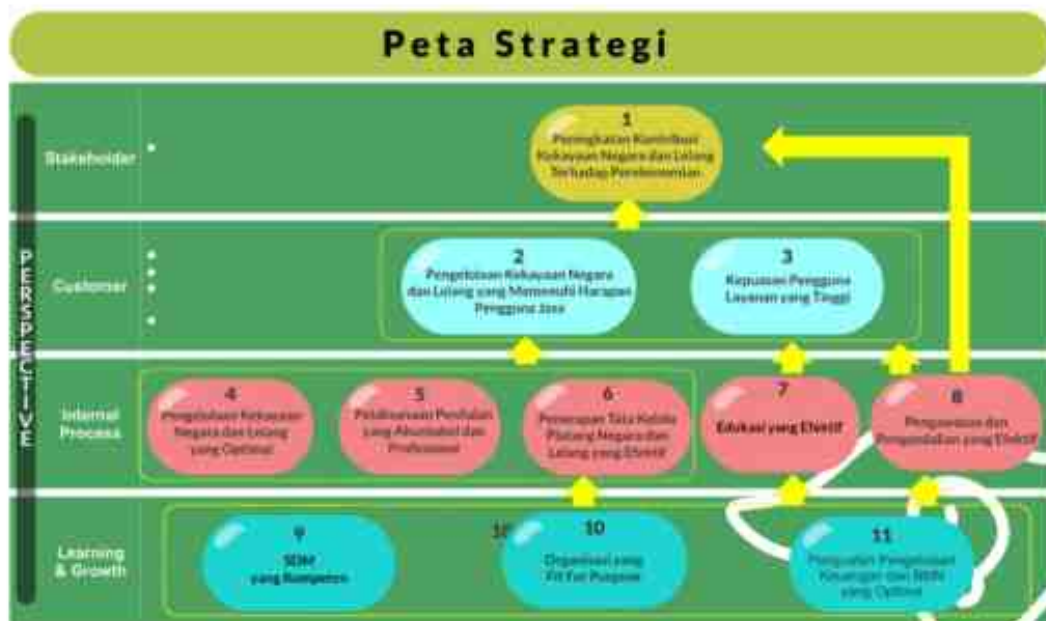 Peta Strategi
PERSPECTIVE
Stakeholder
1
Peningkatan Kontribusi
Kekayaan Negara dan Lelang
Terhadap Perekonomian
Customer
2
Pengelolaan Kekayaan Negara
dan Lelang yang Memenuhi Harapan
Pengguna Jasa
3
Kepuasan Pengguna
Layanan yang Tinggi
Internal
Process
4
Pengelolaan Kekayaan
Negara dan Lelang
yang Optimal
5
Pelaksanaan Penilaian
yang Akuntabel dan
Profesional
6
Penerapan Tata Kelola
Piutang Negara dan
Lelang yang Efektif
7
Edukasi yang Efektif
8
Pengawasan dan
Pengendalian yang Efektif
Learning
& Growth
9
SDM
yang Kompeten
10
10
Organisasi yang
Fit For Purpose
11
Penguatan Pengelolaan
Keuangan dan BMN
yang Optimal